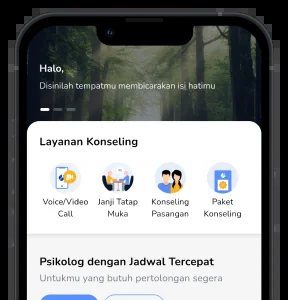 Halo,
Disinilah tempatmu membicarakan isi hatimu
Layanan Konseling
Voice/Video
Call
Janji Tatap
Muka
Konseling
Pasangan
Paket
Konseling
Psikolog dengan Jadwal Tercepat
Untukmu yang butuh pertolongan segera